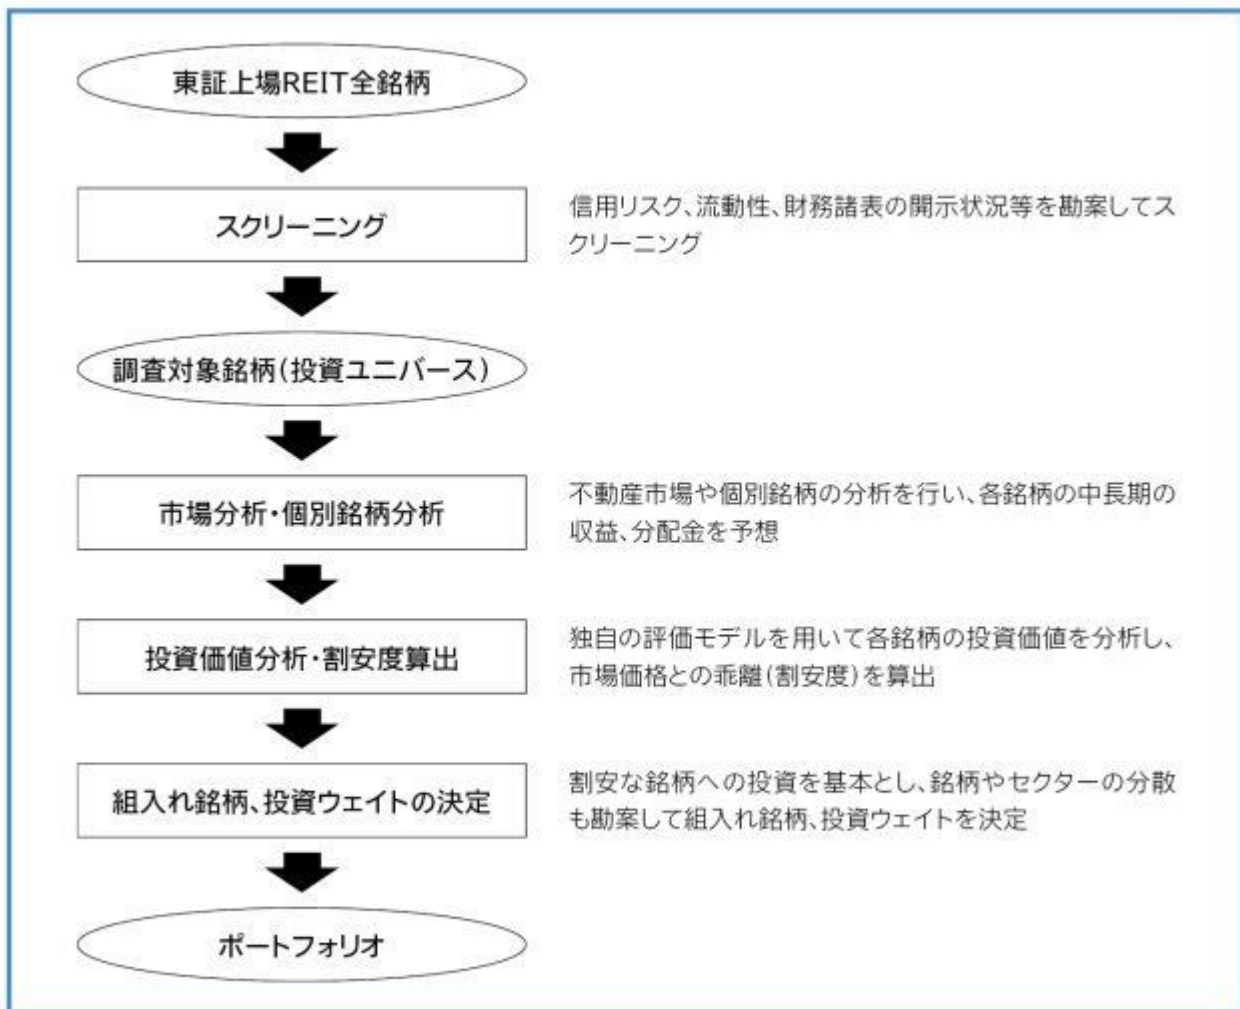 東証上場REIT全銘柄
スクリーニング
信用リスク、流動性、財務諸表の開示状況等を勘案してス
クリーニング
調査対象銘柄(投資ユニバース)
市場分析・個別銘柄分析
不動産市場や個別銘柄の分析を行い、各銘柄の中長期の
収益、分配金を予想
投資価値分析・割安度算出
独自の評価モデルを用いて各銘柄の投資価値を分析し、
市場価格との乖離(割安度)を算出
組入れ銘柄、投資ウェイトの決定
割安な銘柄への投資を基本とし、銘柄やセクターの分散
も勘案して組入れ銘柄、投資ウェイトを決定
ポートフォリオ